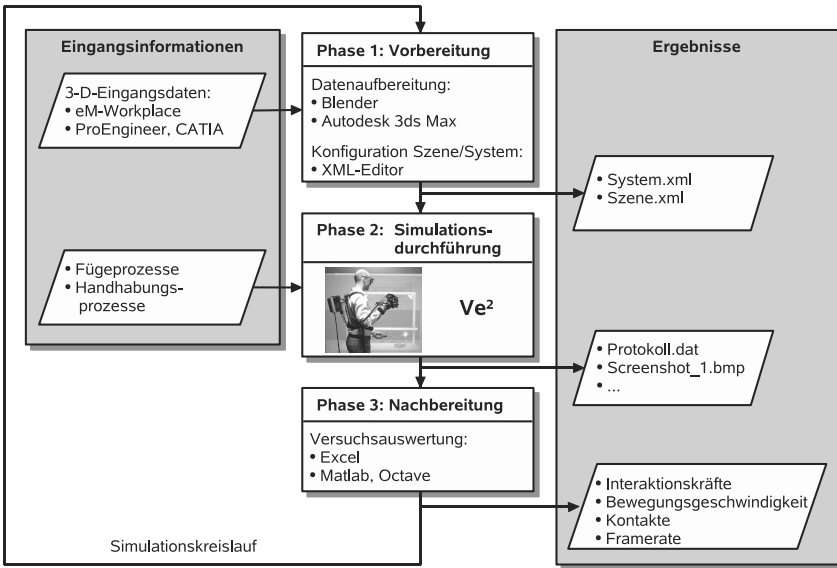 Eingangsinformationen
3-D-Eingangsdaten:
• eM-Workplace
• ProEngineer, CATIA
• Fügeprozesse
• Handhabungs-
prozesse
Phase 1: Vorbereitung
Datenaufbereitung:
• Blender
• Autodesk 3ds Max
Konfiguration Szene/System:
• XML-Editor
Phase 2: Simulations-
durchführung
Ve²
Phase 3: Nachbereitung
Versuchsauswertung:
• Excel
• Matlab, Octave
Ergebnisse
• System.xml
• Szene.xml
• Protokoll.dat
• Screenshot_1.bmp
• ...
• Interaktionskräfte
• Bewegungsgeschwindigkeit
• Kontakte
• Framerate
Simulationskreislauf